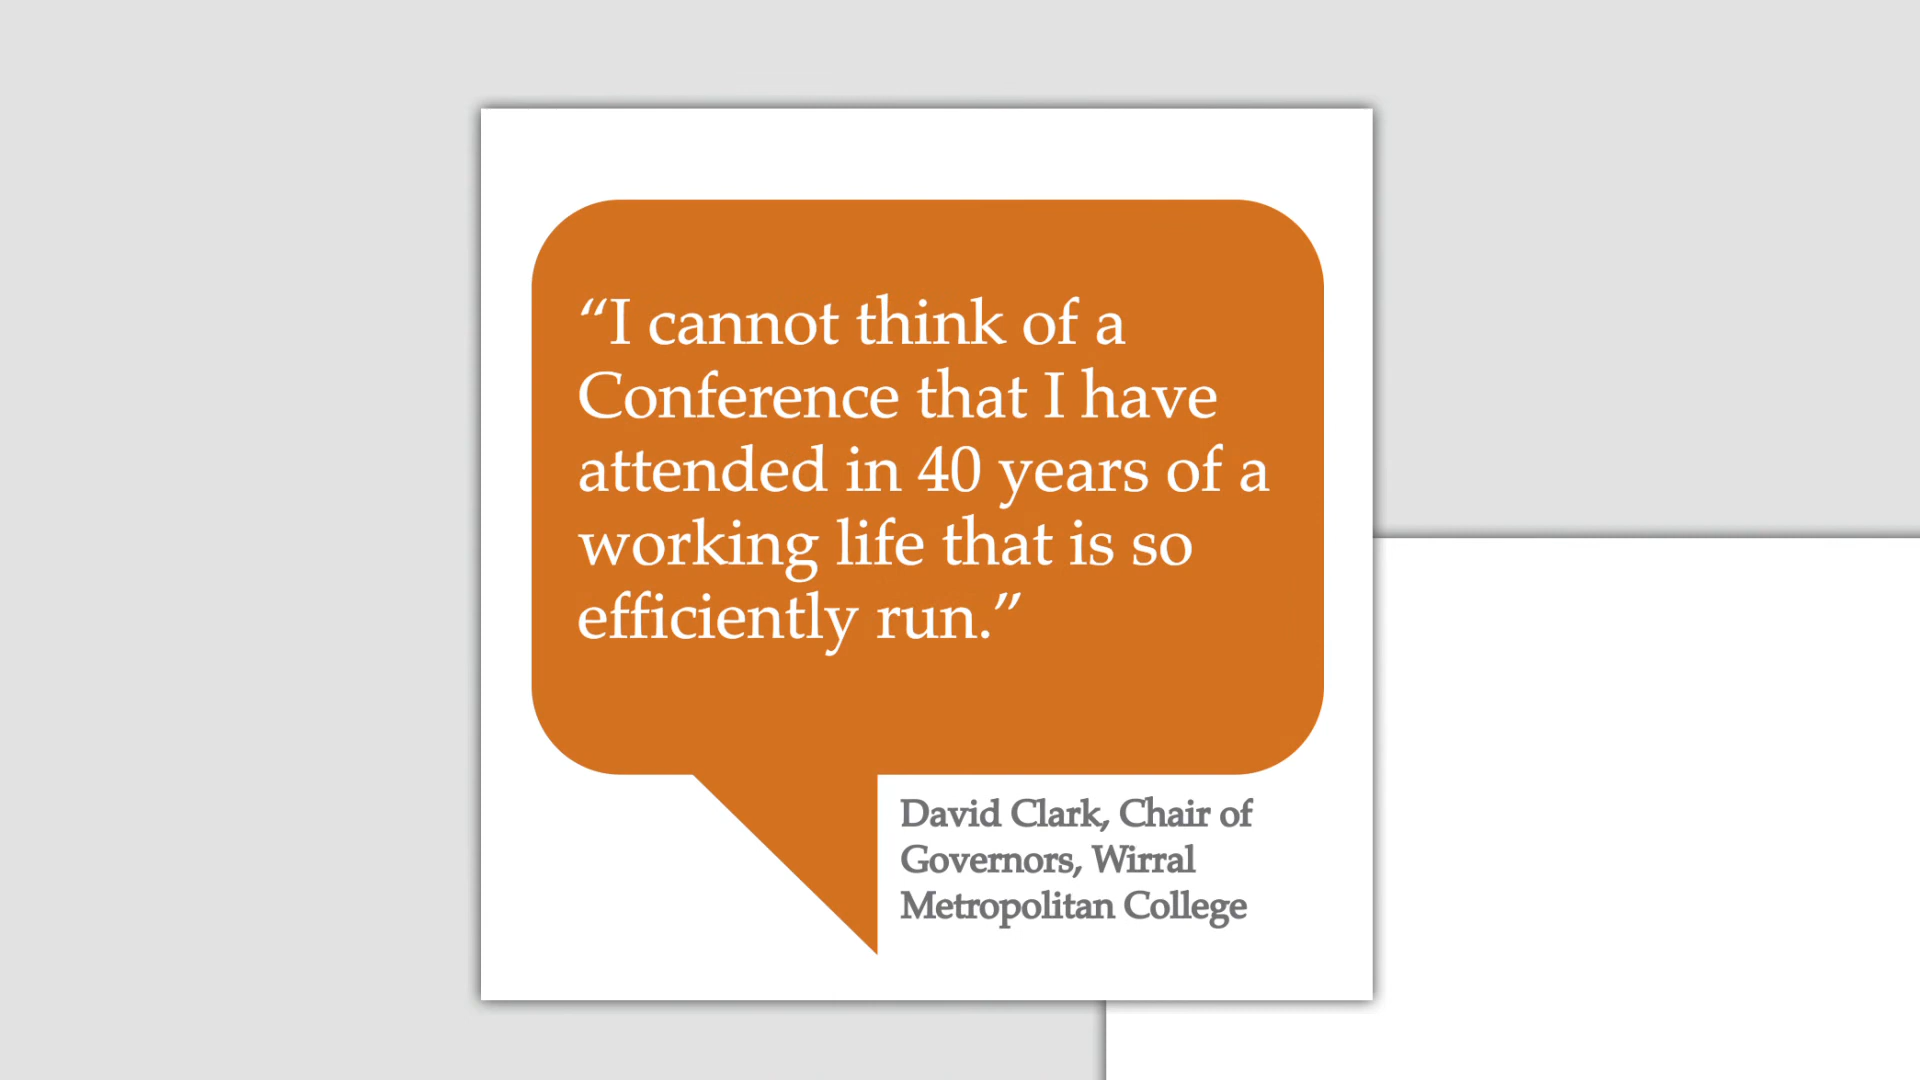 “I cannot think of a
Conference that I have
attended in 40 years of a
working life that is so
efficiently run.”
David Clark, Chair of
Governors, Wirral
Metropolitan College